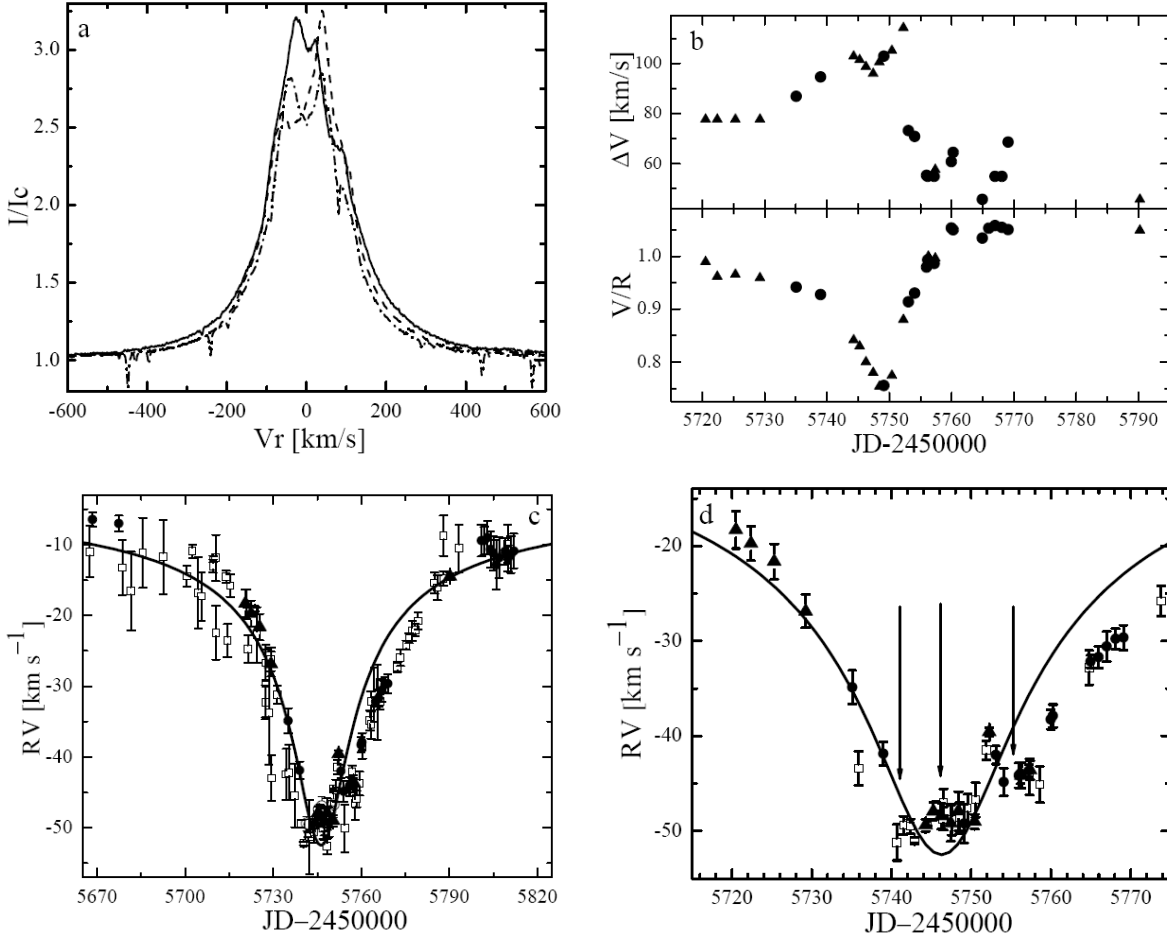 a
3.0
2.5
2.0
1.5
1.0
I/Ic
-600 -400 -200 0 200 400 600
Vr [km/s]
b
100
80
60
ΔV [km/s]
1.0
0.9
0.8
V/R
5720 5730 5740 5750 5760 5770 5780 5790
JD-2450000
c
-10
-20
-30
-40
-50
RV [km s⁻¹]
5670 5700 5730 5760 5790 5820
JD–2450000
d
-20
-30
-40
-50
RV [km s⁻¹]
5720 5730 5740 5750 5760 5770
JD–2450000